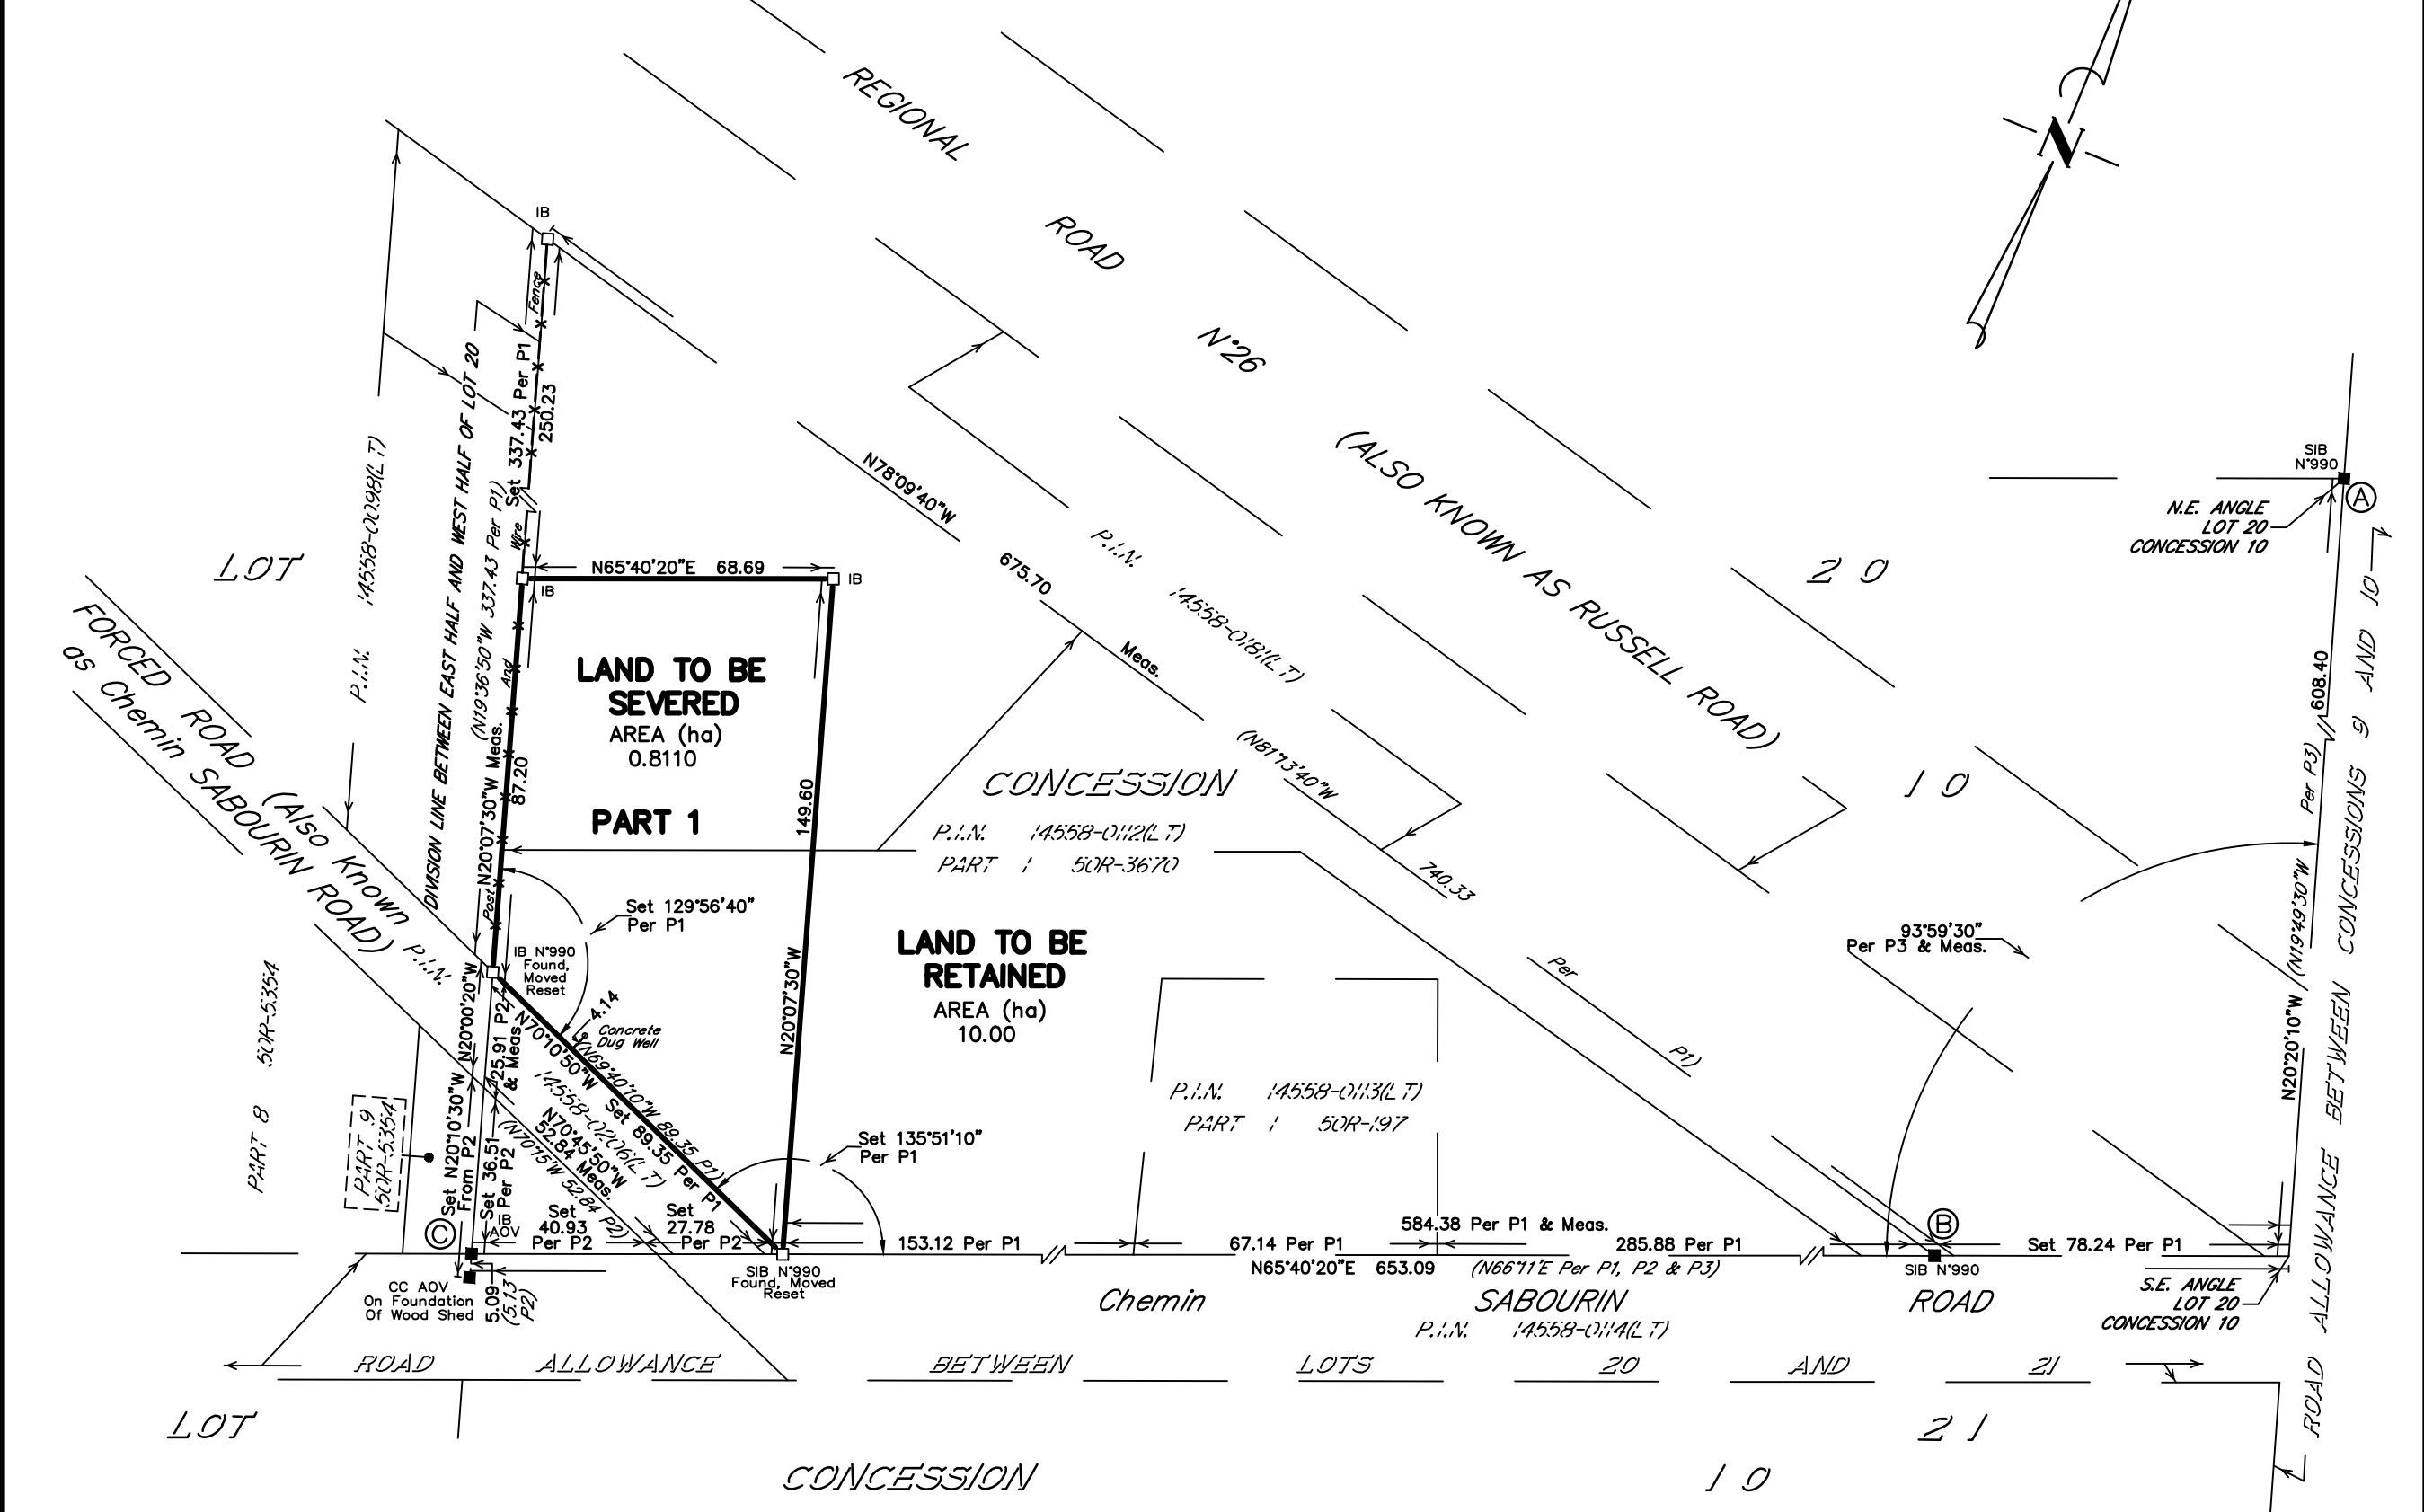 REGIONAL
ROAD
N°26
(ALSO KNOWN AS RUSSELL ROAD)
N
IB
Fence
Set 337.43 Per P1
250.23
DIVISION LINE BETWEEN EAST HALF AND WEST HALF OF LOT 20
(N19°36'50"W 337.43 Per P1)
Wire
P.I.N. 14558-0098(LT)
LOT
FORCED ROAD (Also Known
as Chemin SABOURIN ROAD)
N65°40'20"E 68.69
IB
IB
N78°09'40"W
675.70
Meas.
P.I.N. 14558-0181(LT)
(N81°13'40"W
740.33
Per
P1)
20
10
SIB
N°990
A
N.E. ANGLE
LOT 20
CONCESSION 10
608.40
Per P3)
(N19°49'30"W
N20°20'10"W
ROAD ALLOWANCE BETWEEN CONCESSIONS 9 AND 10
LAND TO BE
SEVERED
AREA (ha)
0.8110
PART 1
And
87.20
N20°07'30"W Meas.
Post
149.60
N20°07'30"W
CONCESSION
P.I.N. 14558-0112(LT)
PART 1 50R-3670
Set 129°56'40"
Per P1
LAND TO BE
RETAINED
AREA (ha)
10.00
93°59'30"
Per P3 & Meas.
IB N°990
Found,
Moved
Reset
4.14
Concrete
Dug Well
P.I.N.
14558-0206(LT)
N70°10'50"W Set 89.35 Per P1
(N69°40'10"W 89.35 P1)
N70°45'50"W
52.84 Meas.
(N70°15'W 52.84 P2)
N20°00'20"W
25.91 P2
& Meas.
PART 8 50R-5354
PART 9
50R-5354
Set N20°10'30"W
From P2
Set 36.51
Per P2
P.I.N. 14558-0113(LT)
PART 1 50R-197
Set 135°51'10"
Per P1
C
IB
AOV
Set
40.93
Per P2
Set
27.78
Per P2
153.12 Per P1
67.14 Per P1
584.38 Per P1 & Meas.
285.88 Per P1
B
Set 78.24 Per P1
SIB N°990
N65°40'20"E 653.09 (N66°11'E Per P1, P2 & P3)
CC AOV
On Foundation
Of Wood Shed
5.09
(5.13
P2)
SIB N°990
Found, Moved
Reset
S.E. ANGLE
LOT 20
CONCESSION 10
Chemin SABOURIN ROAD
P.I.N. 14558-0114(LT)
ROAD ALLOWANCE BETWEEN LOTS 20 AND 21
LOT
21
CONCESSION
10